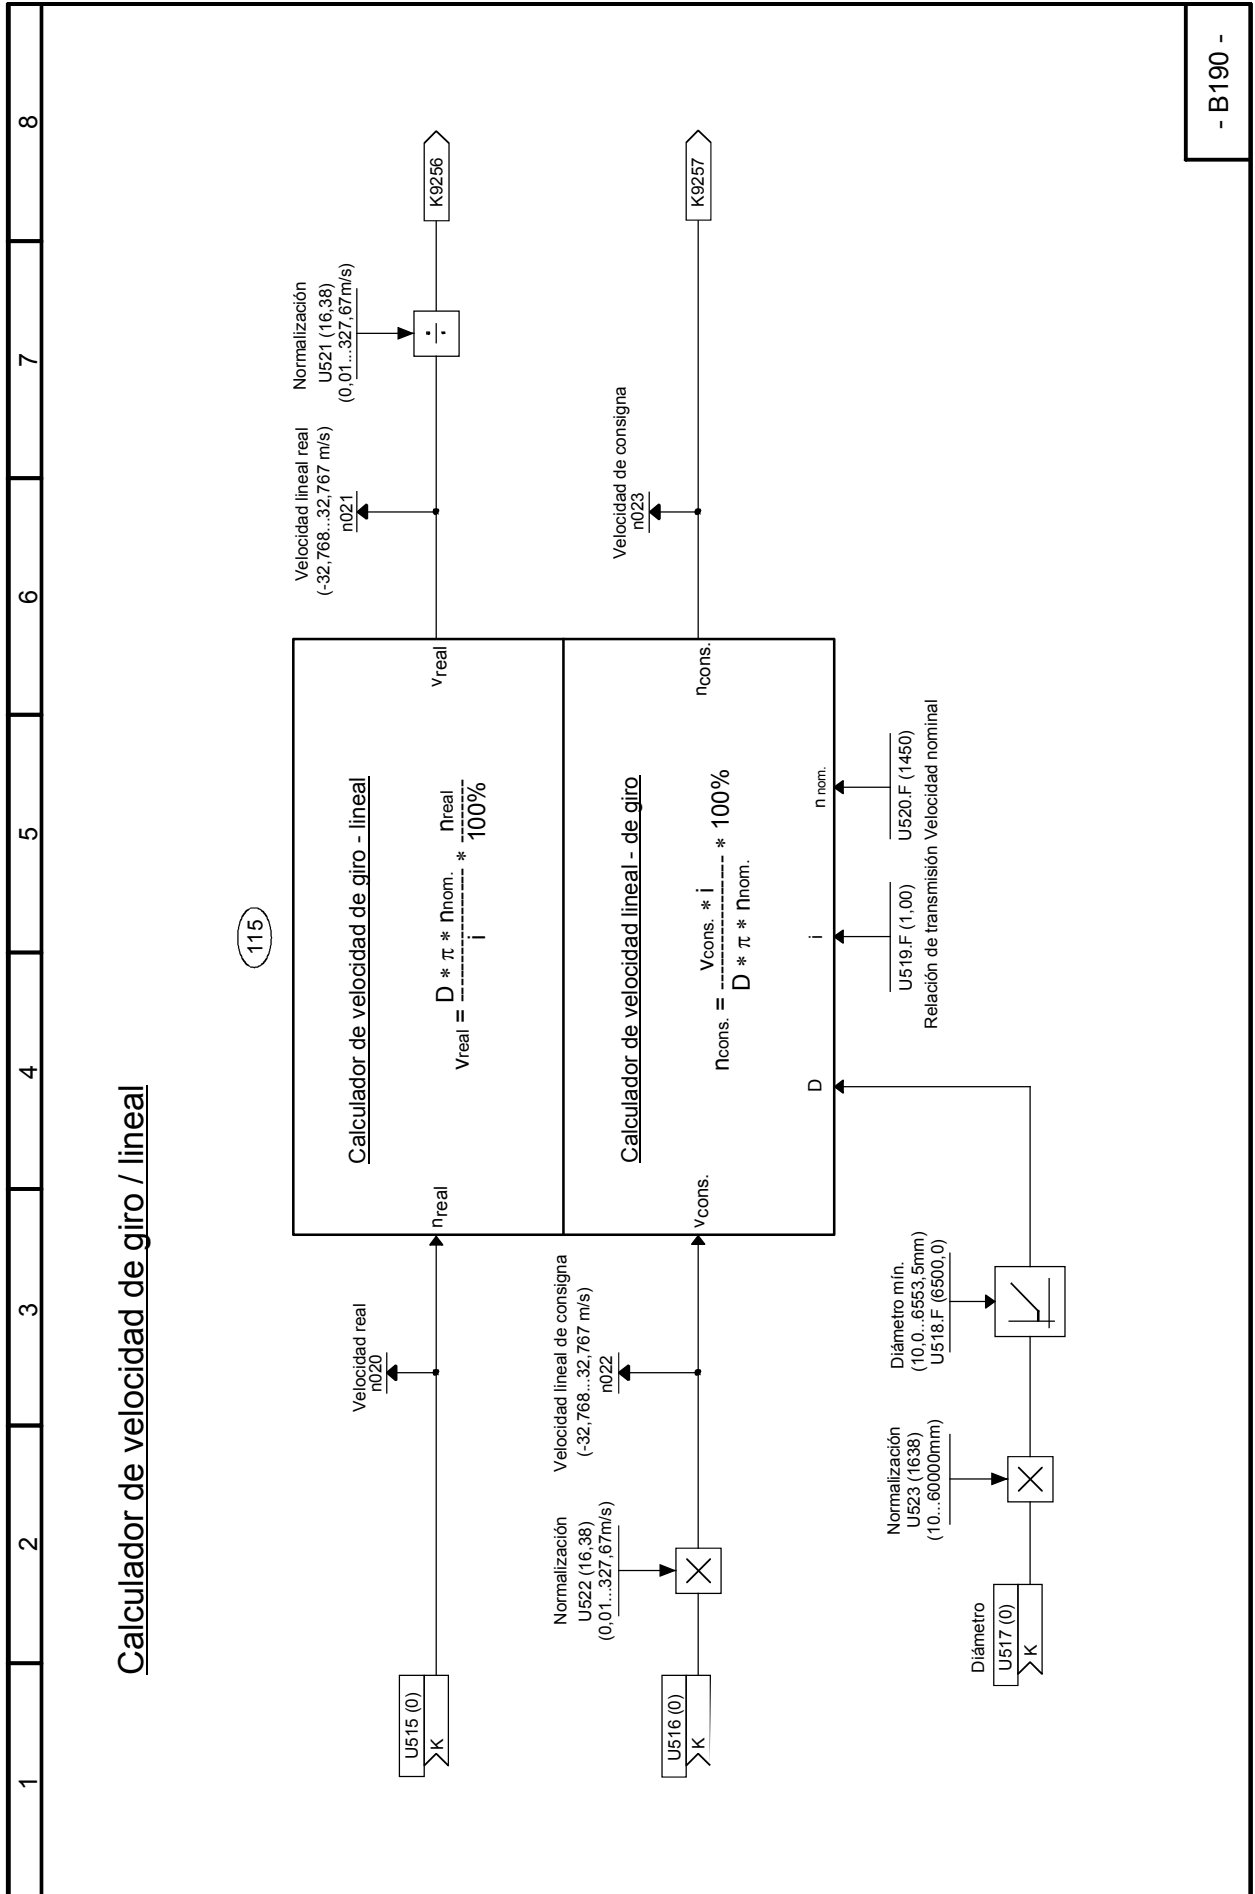 1 2 3 4 5 6 7 8
Calculador de velocidad de giro / lineal
115
Normalización
U521 (16,38)
(0,01...327,67m/s)
Velocidad lineal real
(-32,768...32,767 m/s)
n021
Velocidad real
n020
U515 (0)
K
nreal
Calculador de velocidad de giro - lineal
vreal = D * π * nnom. / i * nreal / 100%
vreal
K9256
Velocidad lineal de consigna
(-32,768...32,767 m/s)
n022
Normalización
U522 (16,38)
(0,01...327,67m/s)
U516 (0)
K
vcons.
Calculador de velocidad lineal - de giro
ncons. = vcons. * i / D * π * nnom. * 100%
ncons.
Velocidad de consigna
n023
K9257
D
i
n nom.
Diámetro
U517 (0)
K
Normalización
U523 (1638)
(10...60000mm)
Diámetro mín.
(10,0...6553,5mm)
U518.F (6500,0)
U519.F (1,00)
U520.F (1450)
Relación de transmisión Velocidad nominal
- B190 -